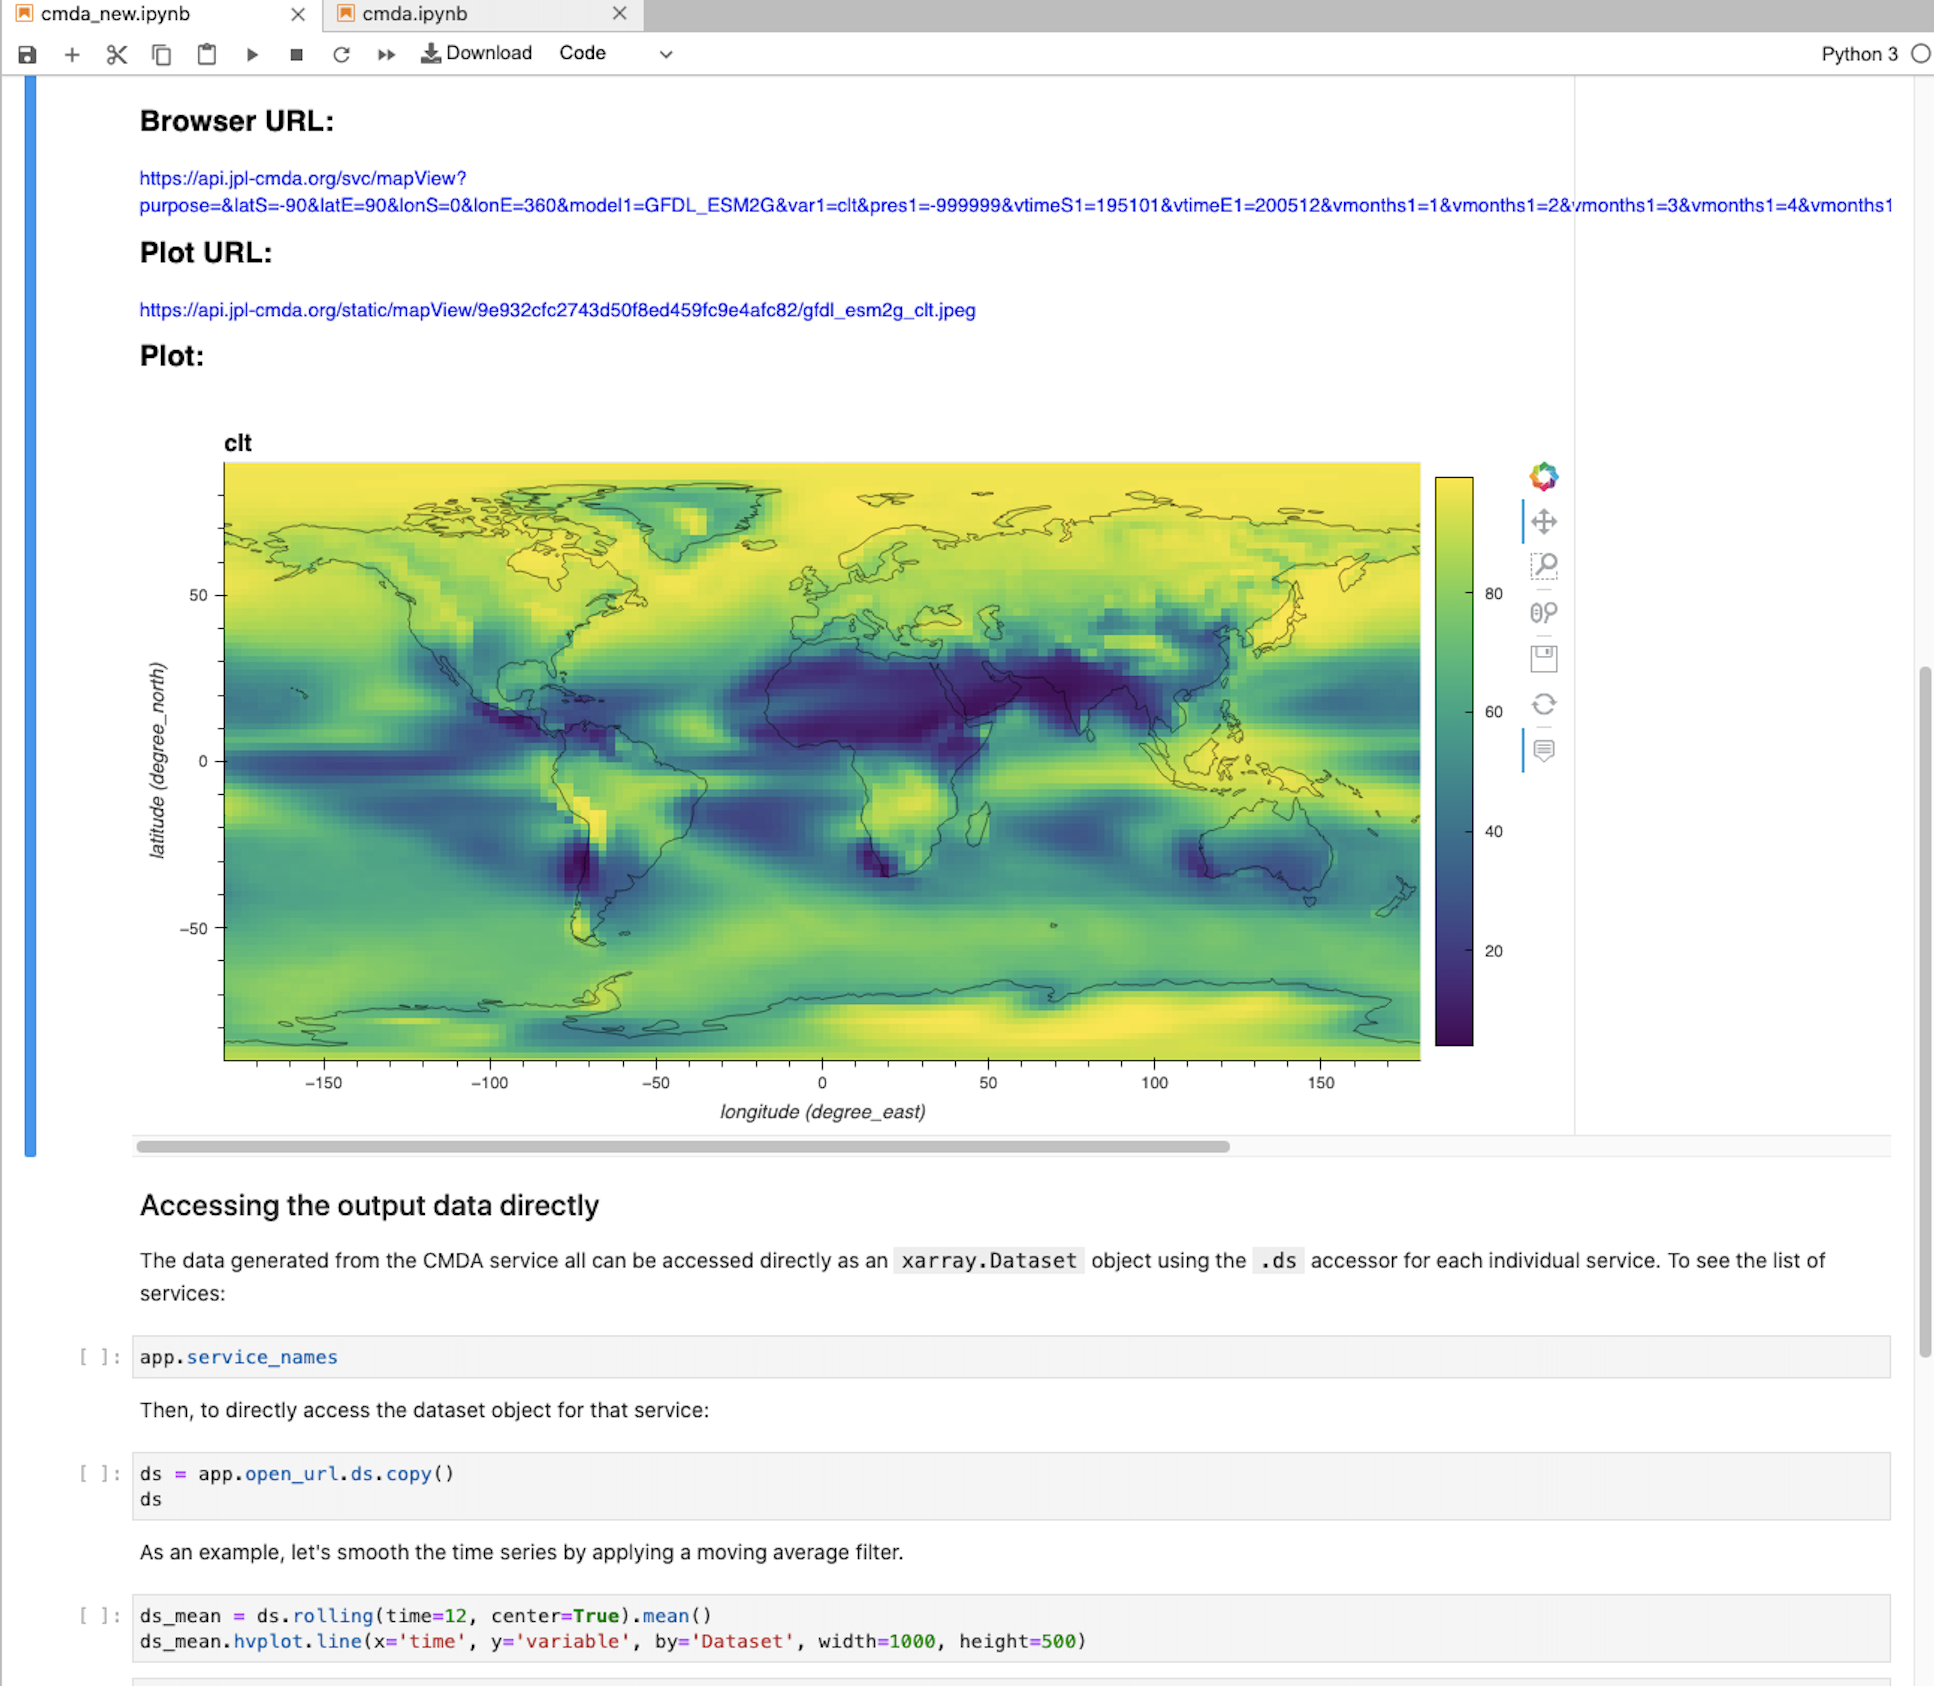 cmda_new.ipynb
cmda.ipynb
Download
Code
Python 3
Browser URL:
https://api.jpl-cmda.org/svc/mapView?
purpose=&latS=-90&latE=90&lonS=0&lonE=360&model1=GFDL_ESM2G&var1=clt&pres1=-999999&vtimeS1=195101&vtimeE1=200512&vmonths1=1&vmonths1=2&vmonths1=3&vmonths1=4&vmonths1
Plot URL:
https://api.jpl-cmda.org/static/mapView/9e932cfc2743d50f8ed459fc9e4afc82/gfdl_esm2g_clt.jpeg
Plot:
clt
latitude (degree_north)
50
0
−50
−150
−100
−50
0
50
100
150
longitude (degree_east)
80
60
40
20
Accessing the output data directly
The data generated from the CMDA service all can be accessed directly as an xarray.Dataset object using the .ds accessor for each individual service. To see the list of
services:
[ ]: app.service_names
Then, to directly access the dataset object for that service:
[ ]: ds = app.open_url.ds.copy()
ds
As an example, let's smooth the time series by applying a moving average filter.
[ ]: ds_mean = ds.rolling(time=12, center=True).mean()
ds_mean.hvplot.line(x='time', y='variable', by='Dataset', width=1000, height=500)